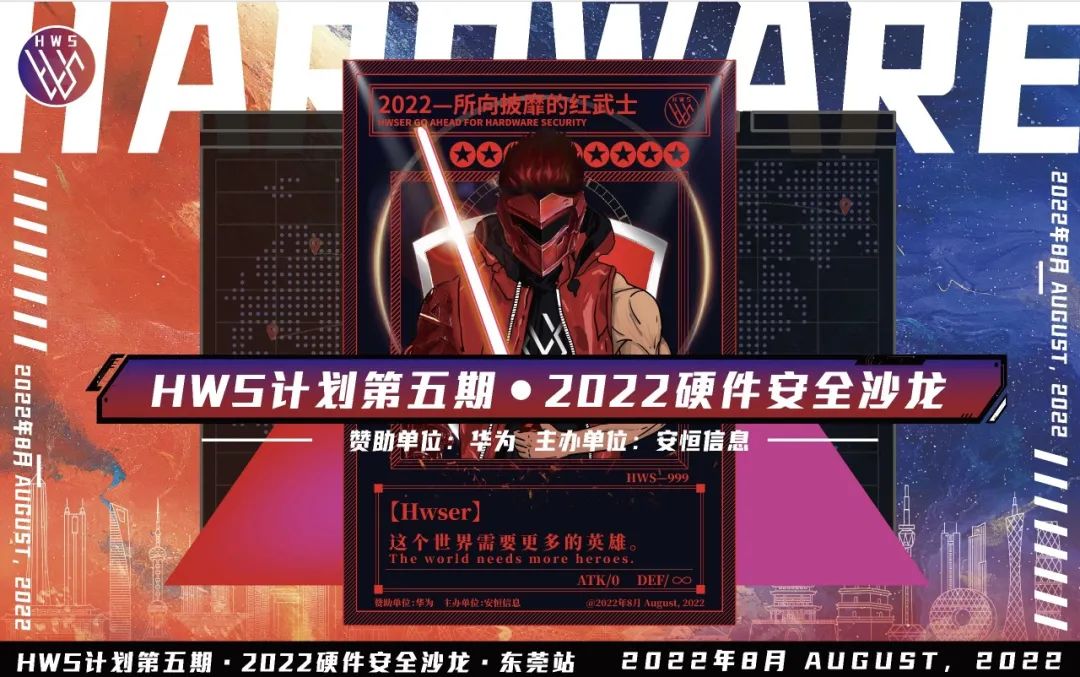 HARDWARE
HWS
2022—所向披靡的红武士
HWSER GO AHEAD FOR HARDWARE SECURITY
HWS
2022年8月 AUGUST, 2022
2022年8月 AUGUST, 2022
HWS计划第五期•2022硬件安全沙龙
赞助单位：华为 主办单位：安恒信息
HWS—999
【Hwser】
这个世界需要更多的英雄。
The world needs more heroes.
ATK/0 DEF/∞
赞助单位:华为 主办单位:安恒信息 @2022年8月 August, 2022
HWS计划第五期·2022硬件安全沙龙·东莞站 2022年8月 AUGUST, 2022